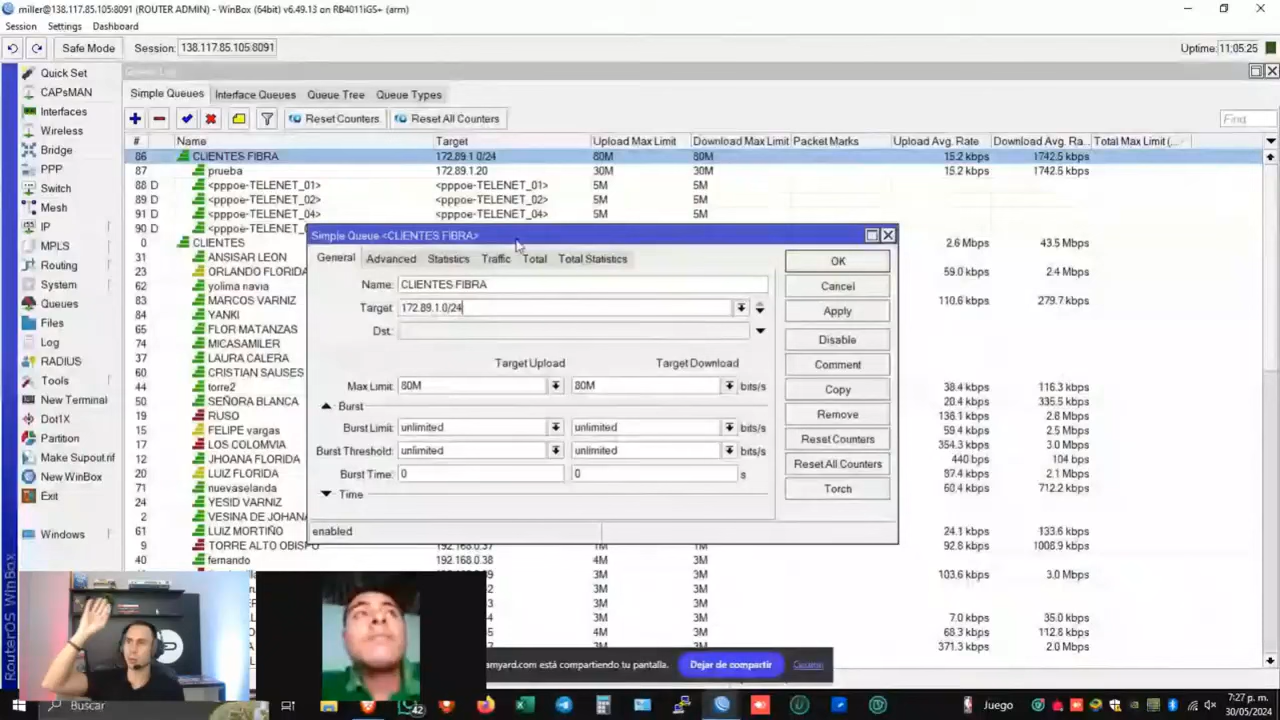 miller@138.117.85.105:8091 (ROUTER ADMIN) - WinBox (64bit) v6.49.13 on RB4011iGS+ (arm)
Session Settings Dashboard
Safe Mode Session: 138.117.85.105:8091 Uptime: 11:05:25
Quick Set
CAPsMAN
Interfaces
Wireless
Bridge
PPP
Switch
Mesh
IP
MPLS
Routing
System
Queues
Files
Log
RADIUS
Tools
New Terminal
Dot1X
Partition
Make Supout.rif
New WinBox
Exit
Windows
RouterOS WinBox
Simple Queues Interface Queues Queue Tree Queue Types
Reset Counters Reset All Counters Find
# Name Target Upload Max Limit Download Max Limit Packet Marks Upload Avg. Rate Download Avg. Ra... Total Max Limit (...
86 CLIENTES FIBRA 172.89.1.0/24 80M 80M 15.2 kbps 1742.5 kbps
87 prueba 172.89.1.20 30M 30M 15.2 kbps 1742.5 kbps
88 D <pppoe-TELENET_01> <pppoe-TELENET_01> 5M 5M
89 D <pppoe-TELENET_02> <pppoe-TELENET_02> 5M 5M
91 D <pppoe-TELENET_04> <pppoe-TELENET_04> 5M 5M
90 D
0 CLIENTES 2.6 Mbps 43.5 Mbps
31 ANSISAR LEON
23 ORLANDO FLORIDA 59.0 kbps 2.4 Mbps
62 yolima navia
83 MARCOS VARNIZ 110.6 kbps 279.7 kbps
84 YANKI
65 FLOR MATANZAS
74 MICASAMILER
37 LAURA CALERA
60 CRISTIAN SAUSES
44 torre2 38.4 kbps 116.3 kbps
50 SEÑORA BLANCA 20.4 kbps 335.5 kbps
19 RUSO 136.1 kbps 2.8 Mbps
15 FELIPE vargas 59.4 kbps 2.5 Mbps
17 LOS COLOMVIA 354.3 kbps 3.0 Mbps
12 JHOANA FLORIDA 440 bps 104 bps
20 LUIZ FLORIDA 87.4 kbps 2.1 Mbps
71 nuevaselanda 60.4 kbps 712.2 kbps
24 YESID VARNIZ
2 VESINA DE JOHANA
61 LUIZ MORTIÑO 24.1 kbps 133.6 kbps
9 TORRE ALTO OBISPO 192.168.0.37 1M 1M 92.8 kbps 1008.9 kbps
40 fernando 192.168.0.38 1M 3M
3M 3M 103.6 kbps 3.0 Mbps
3M 3M
3M 3M
3M 3M 7.0 kbps 35.0 kbps
4M 4M 68.3 kbps 112.8 kbps
3M 3M 371.3 kbps 2.0 Mbps
Simple Queue <CLIENTES FIBRA>
General Advanced Statistics Traffic Total Total Statistics
Name: CLIENTES FIBRA
Target: 172.89.1.0/24
Dst:
Target Upload Target Download
Max Limit: 80M 80M bits/s
Burst
Burst Limit: unlimited unlimited bits/s
Burst Threshold: unlimited unlimited bits/s
Burst Time: 0 0 s
Time
enabled
OK
Cancel
Apply
Disable
Comment
Copy
Remove
Reset Counters
Reset All Counters
Torch
amyard.com está compartiendo tu pantalla. Dejar de compartir Ocultar
Buscar 42 Juego 7:27 p. m.
30/05/2024